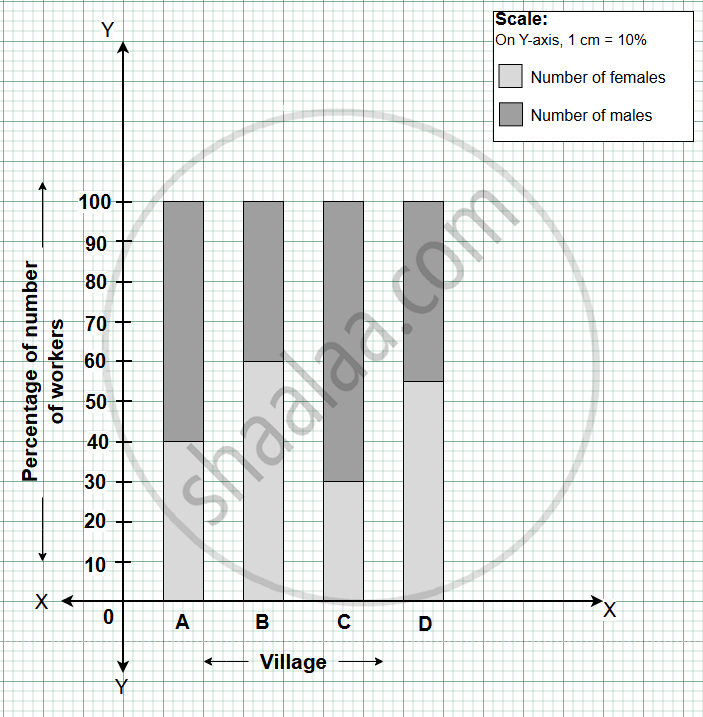 Y
Scale:
On Y-axis, 1 cm = 10%
Number of females
Number of males
Percentage of number
of workers
100
90
80
70
60
50
40
30
20
10
0
X
X
A
B
C
D
Village
Y
shaalaa.com